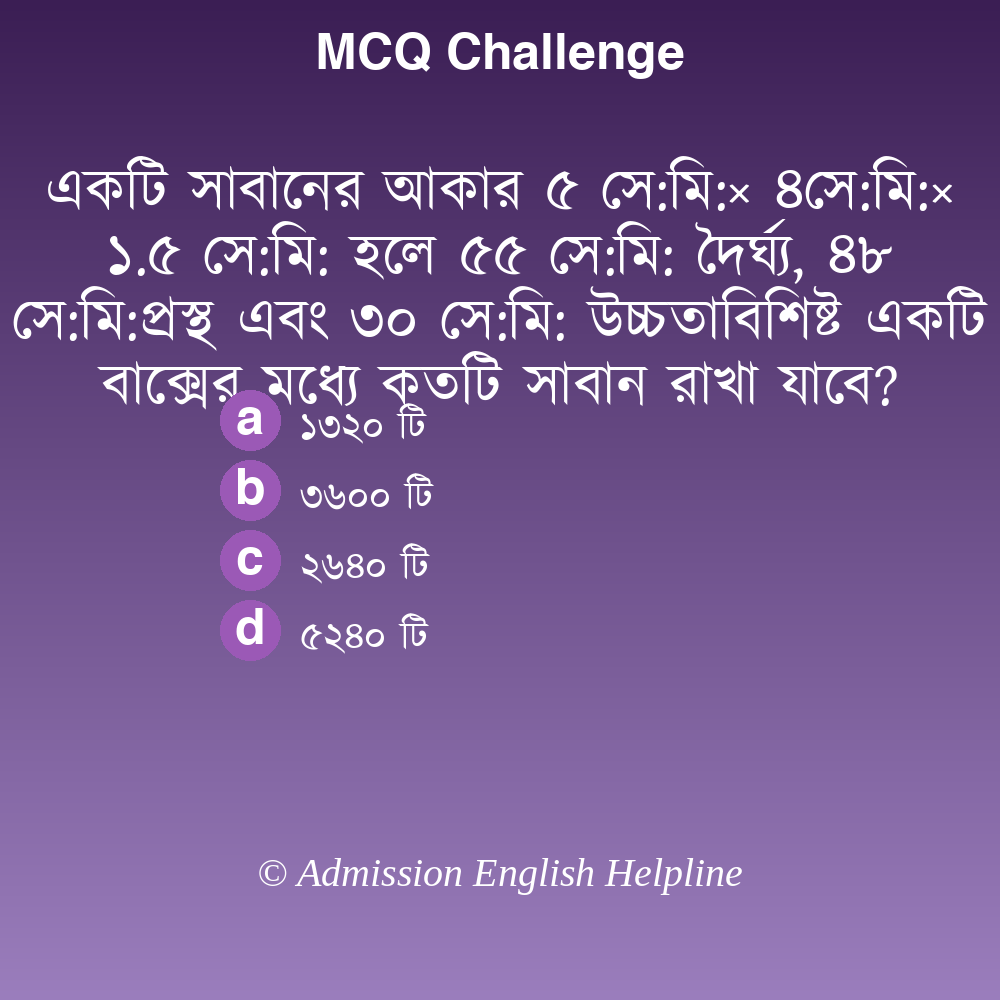 MCQ Challenge
একটি সাবানের আকার ৫ সে:মি:× ৪সে:মি:×
১.৫ সে:মি: হলে ৫৫ সে:মি: দৈর্ঘ্য, ৪৮
সে:মি:প্রস্থ এবং ৩০ সে:মি: উচ্চতাবিশিষ্ট একটি
বাক্সের মধ্যে কতটি সাবান রাখা যাবে?
a ১৩২০ টি
b ৩৬০০ টি
c ২৬৪০ টি
d ৫২৪০ টি
© Admission English Helpline